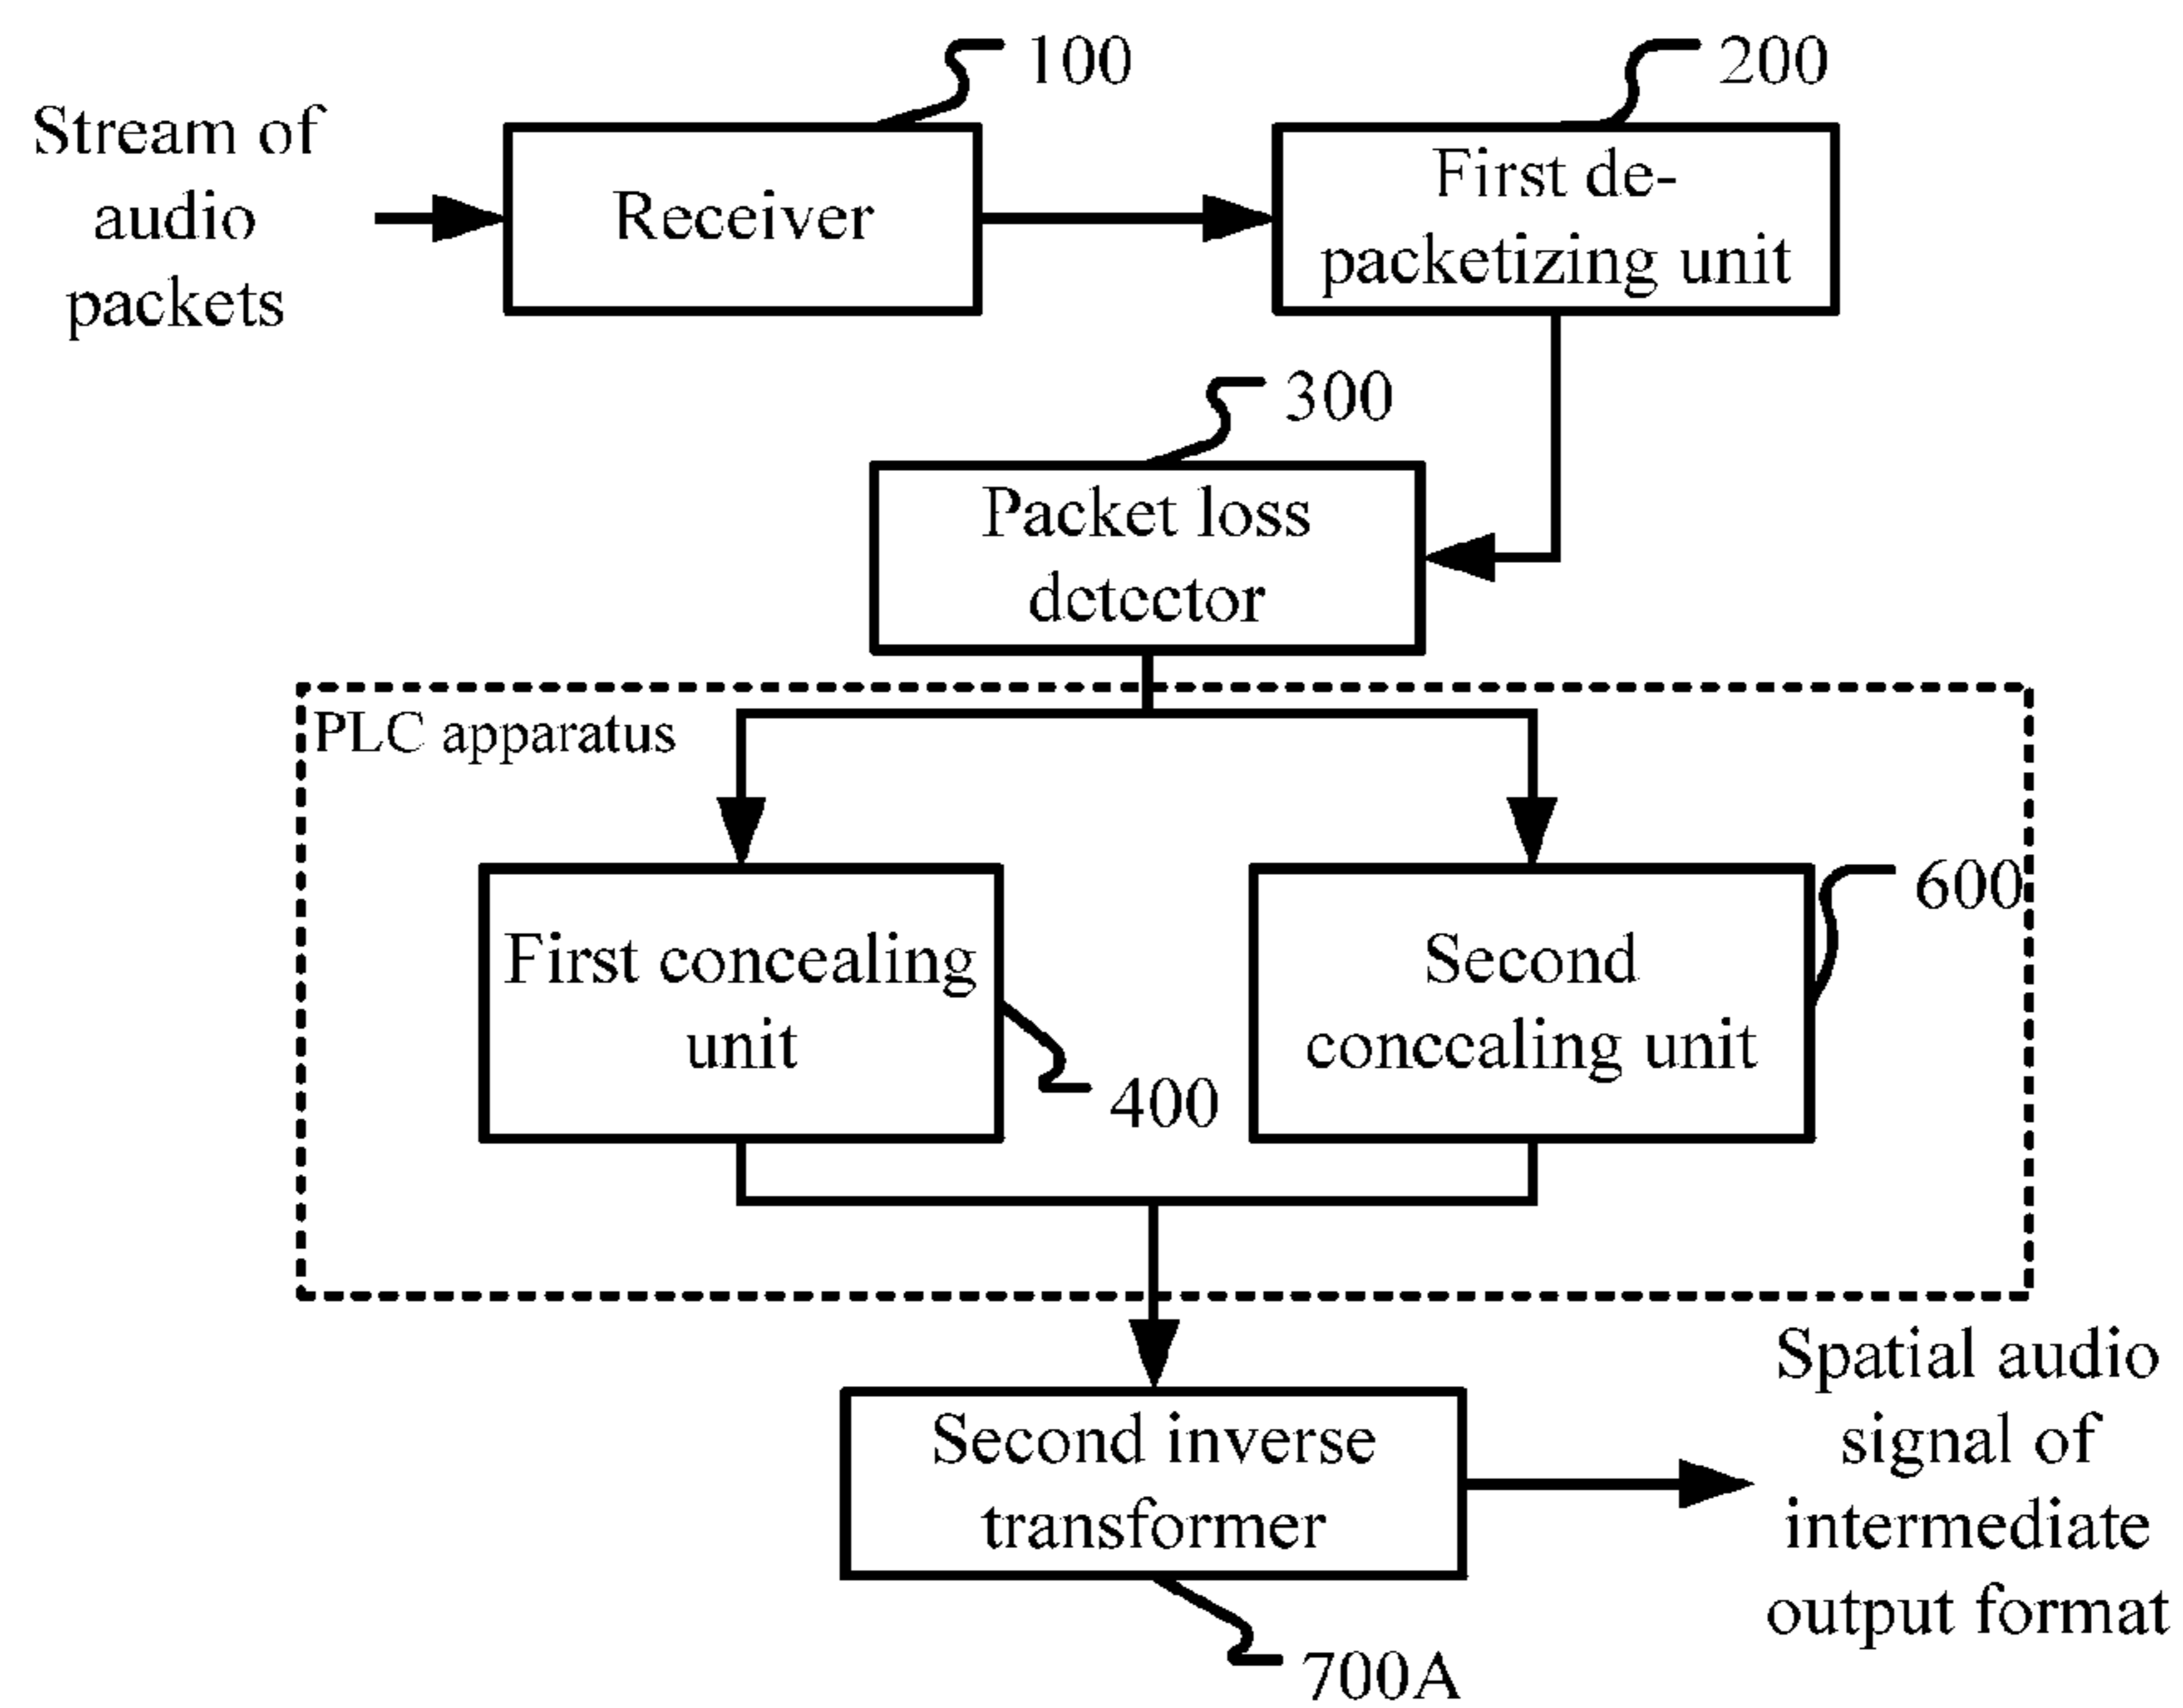 100
200
Stream of
audio
packets
Receiver
First de-
packetizing unit
300
Packet loss
detector
PLC apparatus
600
First concealing
unit
Second
concealing unit
400
Spatial audio
signal of
intermediate
output format
Second inverse
transformer
700A